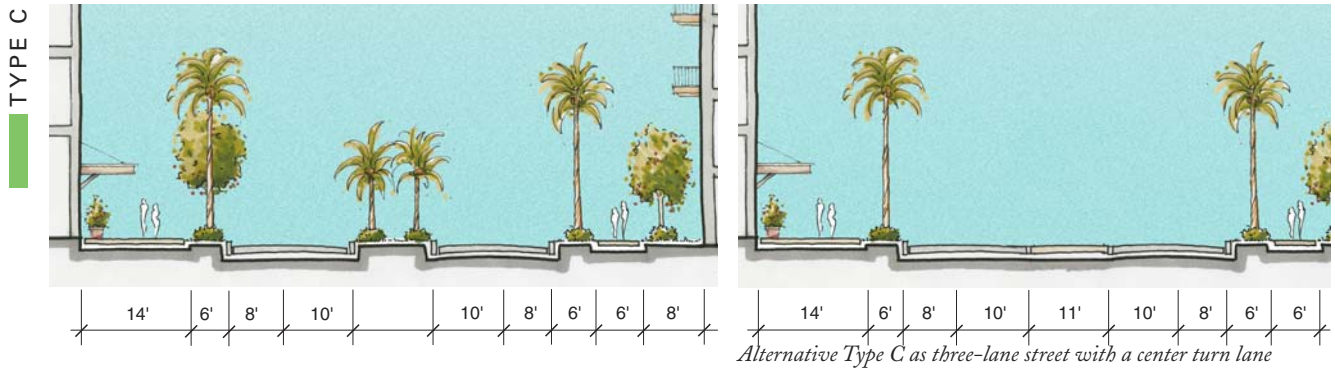 TYPE C
14' 6' 8' 10' 10' 8' 6' 6' 8'
14' 6' 8' 10' 11' 10' 8' 6' 6'
Alternative Type C as three-lane street with a center turn lane